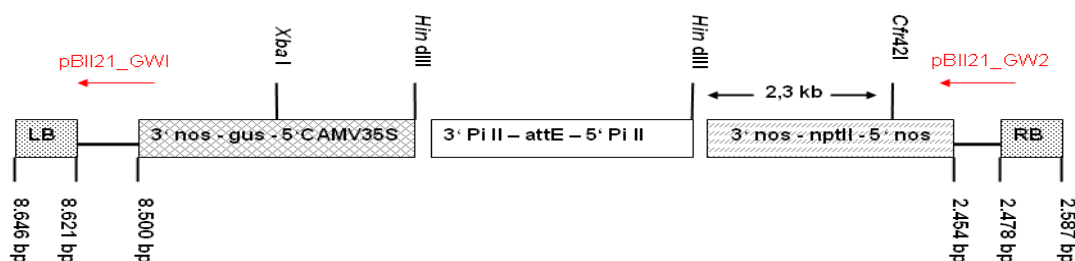 Xba I
Hin dIII
Hin dIII
Cfr42I
pBII21_GWI
pBII21_GW2
2,3 kb
LB
3‘ nos - gus - 5‘CAMV35S
3‘ Pi II – attE – 5‘ Pi II
3‘ nos - nptII - 5‘ nos
RB
8.646 bp
8.621 bp
8.500 bp
2.454 bp
2.478 bp
2.587 bp